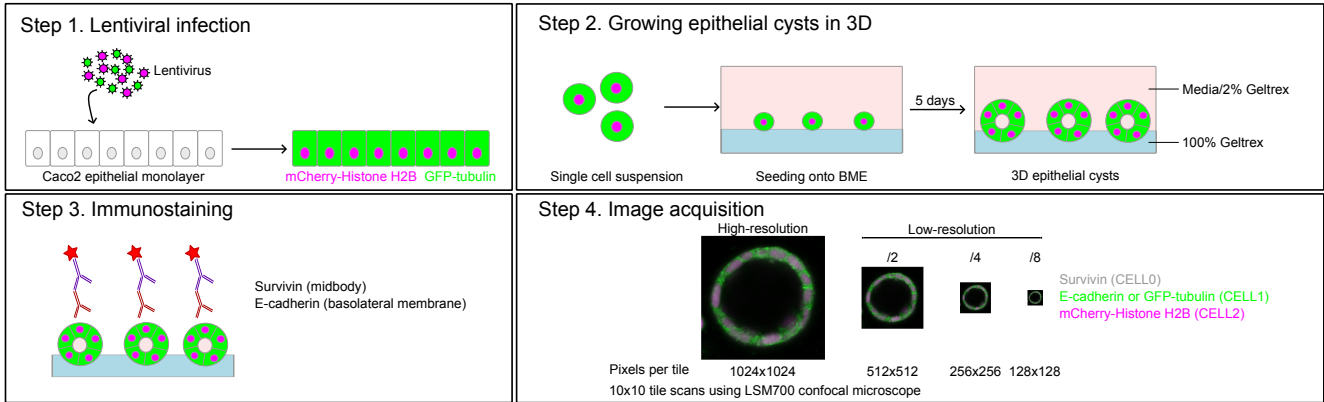 Step 1. Lentiviral infection
Lentivirus
Caco2 epithelial monolayer
mCherry-Histone H2B GFP-tubulin
Step 2. Growing epithelial cysts in 3D
5 days
Media/2% Geltrex
100% Geltrex
Single cell suspension
Seeding onto BME
3D epithelial cysts
Step 3. Immunostaining
Survivin (midbody)
E-cadherin (basolateral membrane)
Step 4. Image acquisition
High-resolution
Low-resolution
/2 /4 /8
Survivin (CELL0)
E-cadherin or GFP-tubulin (CELL1)
mCherry-Histone H2B (CELL2)
Pixels per tile 1024x1024 512x512 256x256 128x128
10x10 tile scans using LSM700 confocal microscope